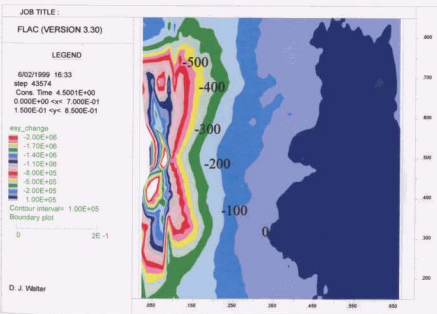 JOB TITLE :
FLAC (VERSION 3.30)
LEGEND
6/02/1999 16:33
step 43574
Cons. Time 4.5001E+00
0.000E+00 <x< 7.000E-01
1.500E-01 <y< 8.500E-01
esy_change
-2.00E+06
-1.70E+06
-1.40E+06
-1.10E+06
-8.00E+05
-5.00E+05
-2.00E+05
1.00E+05
Contour interval= 1.00E+05
Boundary plot
0 2E -1
D. J. Walter
-500
-400
-300
-200
-100
0
.800
.700
.600
.500
.400
.300
.200
.050 .150 .250 .350 .450 .550 .650